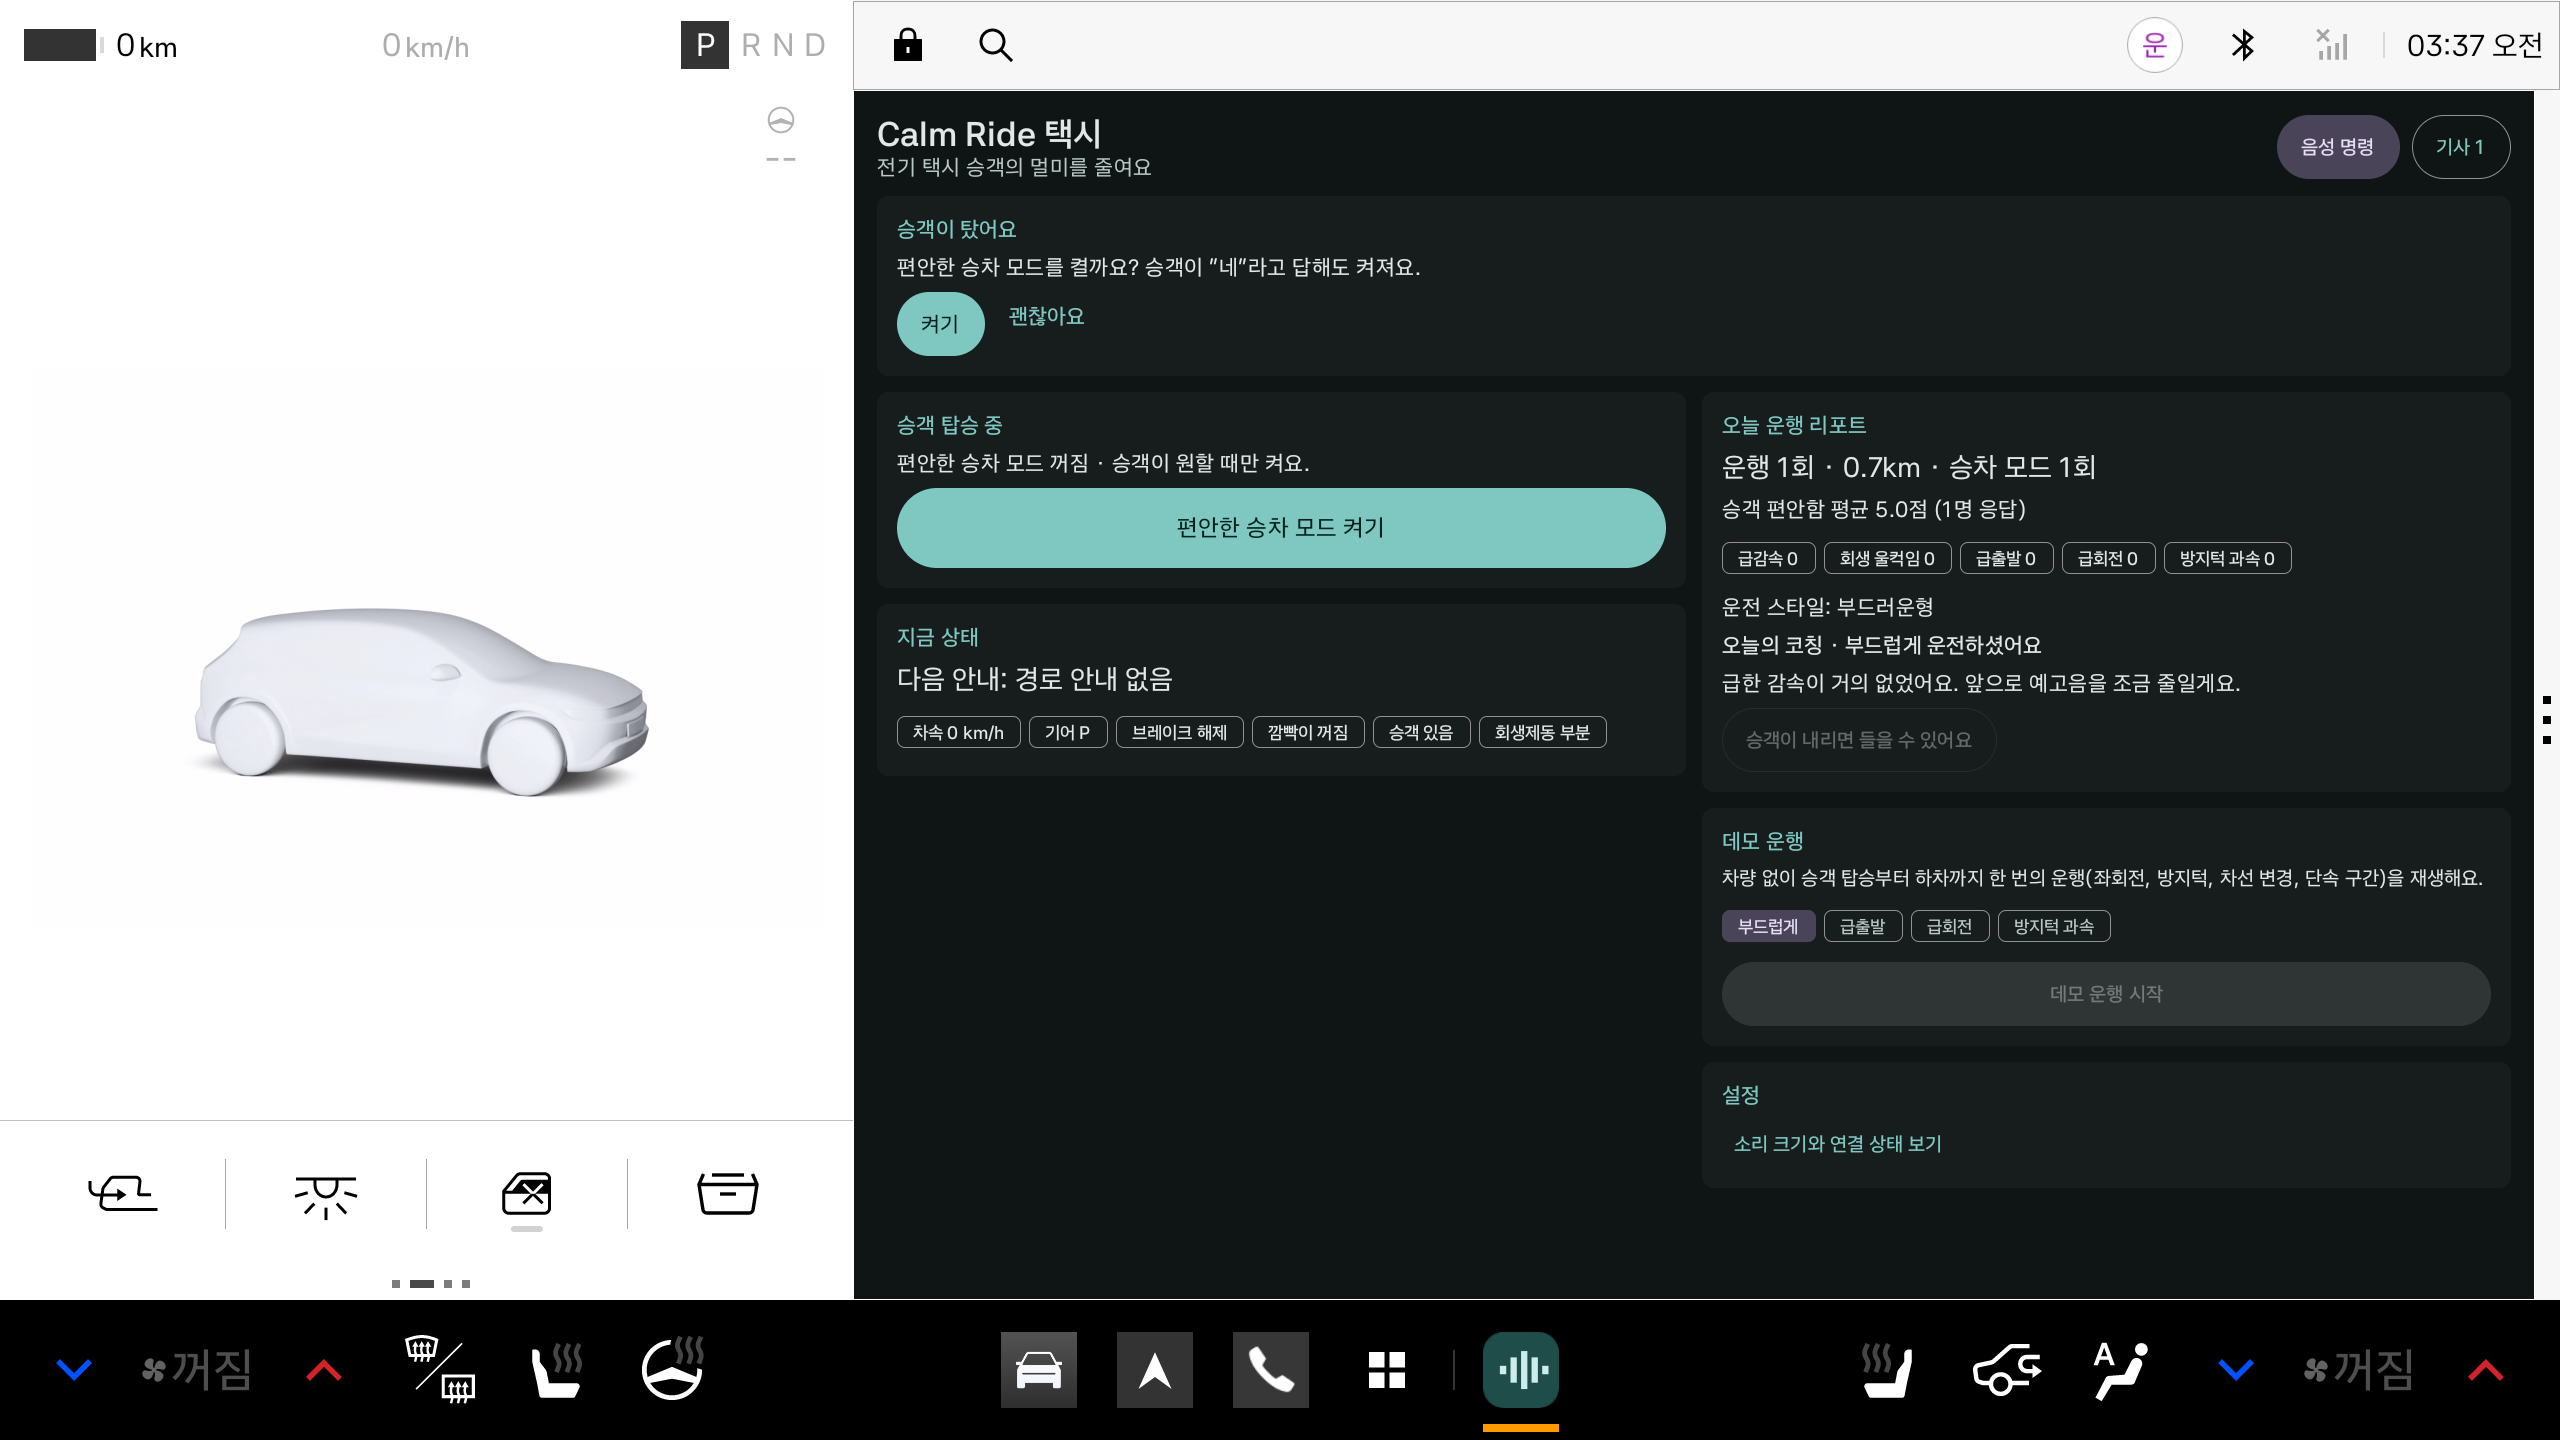 0 km
0 km/h
P R N D
운
03:37 오전
Calm Ride 택시
전기 택시 승객의 멀미를 줄여요
음성 명령
기사 1
승객이 탔어요
편안한 승차 모드를 켤까요? 승객이 "네"라고 답해도 켜져요.
켜기
괜찮아요
승객 탑승 중
편안한 승차 모드 꺼짐 · 승객이 원할 때만 켜요.
편안한 승차 모드 켜기
지금 상태
다음 안내: 경로 안내 없음
차속 0 km/h
기어 P
브레이크 해제
깜빡이 꺼짐
승객 있음
회생제동 부분
오늘 운행 리포트
운행 1회 · 0.7km · 승차 모드 1회
승객 편안함 평균 5.0점 (1명 응답)
급감속 0
회생 울컥임 0
급출발 0
급회전 0
방지턱 과속 0
운전 스타일: 부드러운형
오늘의 코칭 · 부드럽게 운전하셨어요
급한 감속이 거의 없었어요. 앞으로 예고음을 조금 줄일게요.
승객이 내리면 들을 수 있어요
데모 운행
차량 없이 승객 탑승부터 하차까지 한 번의 운행(좌회전, 방지턱, 차선 변경, 단속 구간)을 재생해요.
부드럽게
급출발
급회전
방지턱 과속
데모 운행 시작
설정
소리 크기와 연결 상태 보기
꺼짐
A
꺼짐